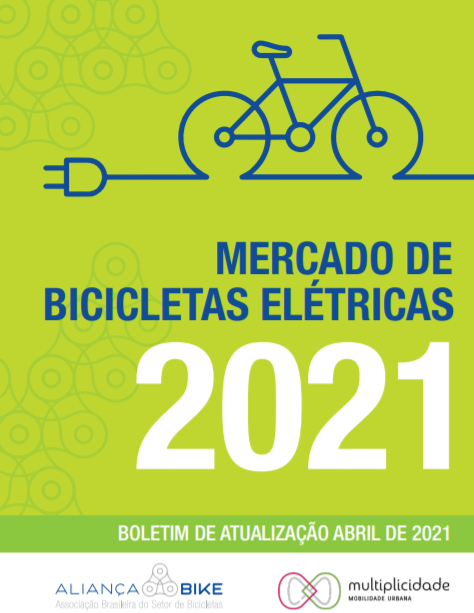 MERCADO DE
BICICLETAS ELÉTRICAS
2021
BOLETIM DE ATUALIZAÇÃO ABRIL DE 2021
ALIANÇA BIKE
Associação Brasileira do Setor de Bicicletas
multiplicidade
MOBILIDADE URBANA